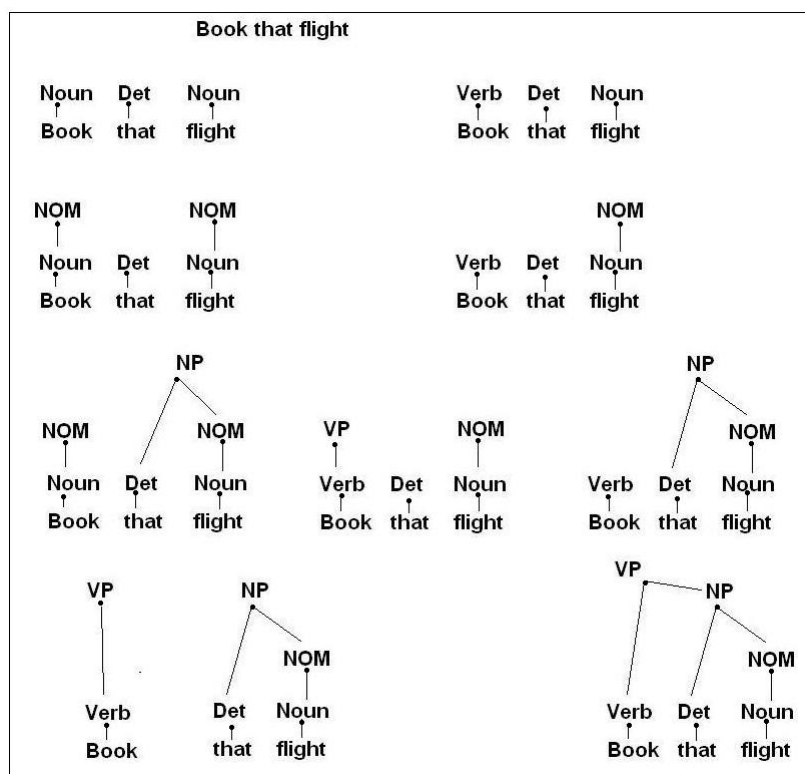 Book that flight
Noun Det Noun Verb Det Noun
Book that flight Book that flight
NOM NOM NOM
Noun Det Noun Verb Det Noun
Book that flight Book that flight
NP NP
NOM NOM VP NOM NOM
Noun Det Noun Verb Det Noun Verb Det Noun
Book that flight Book that flight Book that flight
VP NP VP NP
NOM NOM
Verb Det Noun Verb Det Noun
Book that flight Book that flight